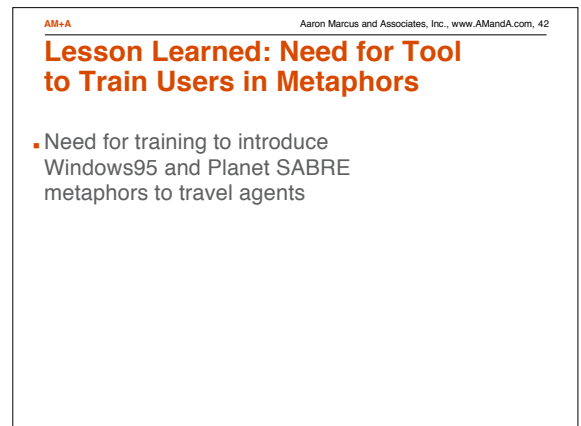 AM+A
Aaron Marcus and Associates, Inc., www.AMandA.com, 42
Lesson Learned: Need for Tool
to Train Users in Metaphors
Need for training to introduce
Windows95 and Planet SABRE
metaphors to travel agents